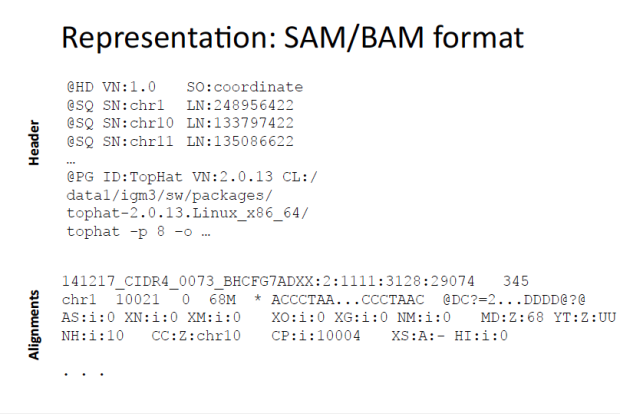 Representation: SAM/BAM format
Header
@HD VN:1.0 SO:coordinate
@SQ SN:chr1 LN:248956422
@SQ SN:chr10 LN:133797422
@SQ SN:chr11 LN:135086622
…
@PG ID:TopHat VN:2.0.13 CL:/
data1/igm3/sw/packages/
tophat-2.0.13.Linux_x86_64/
tophat -p 8 -o …
Alignments
141217_CIDR4_0073_BHCFG7ADXX:2:1111:3128:29074 345
chr1 10021 0 68M * ACCCTAA...CCCTAAC @DC?=2...DDDD@?@
AS:i:0 XN:i:0 XM:i:0 XO:i:0 XG:i:0 NM:i:0 MD:Z:68 YT:Z:UU
NH:i:10 CC:Z:chr10 CP:i:10004 XS:A:- HI:i:0
. . .